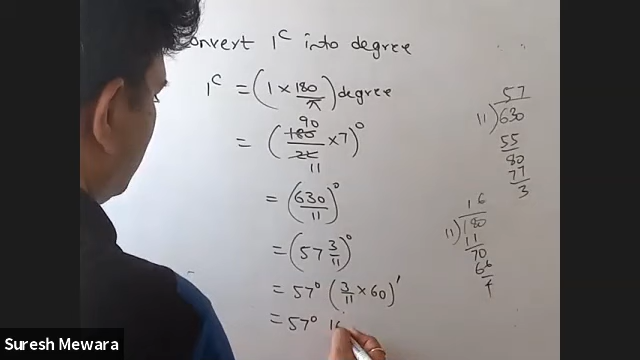 onvert 1ᶜ into degree
1ᶜ = (1 × 180/π) degree
= (180/22 × 7)°
90
11
= (630/11)°
= (57 3/11)°
= 57° (3/11 × 60)'
= 57° 16
57
11)630
55
80
77
3
16
11)180
11
70
66
4
Suresh Mewara